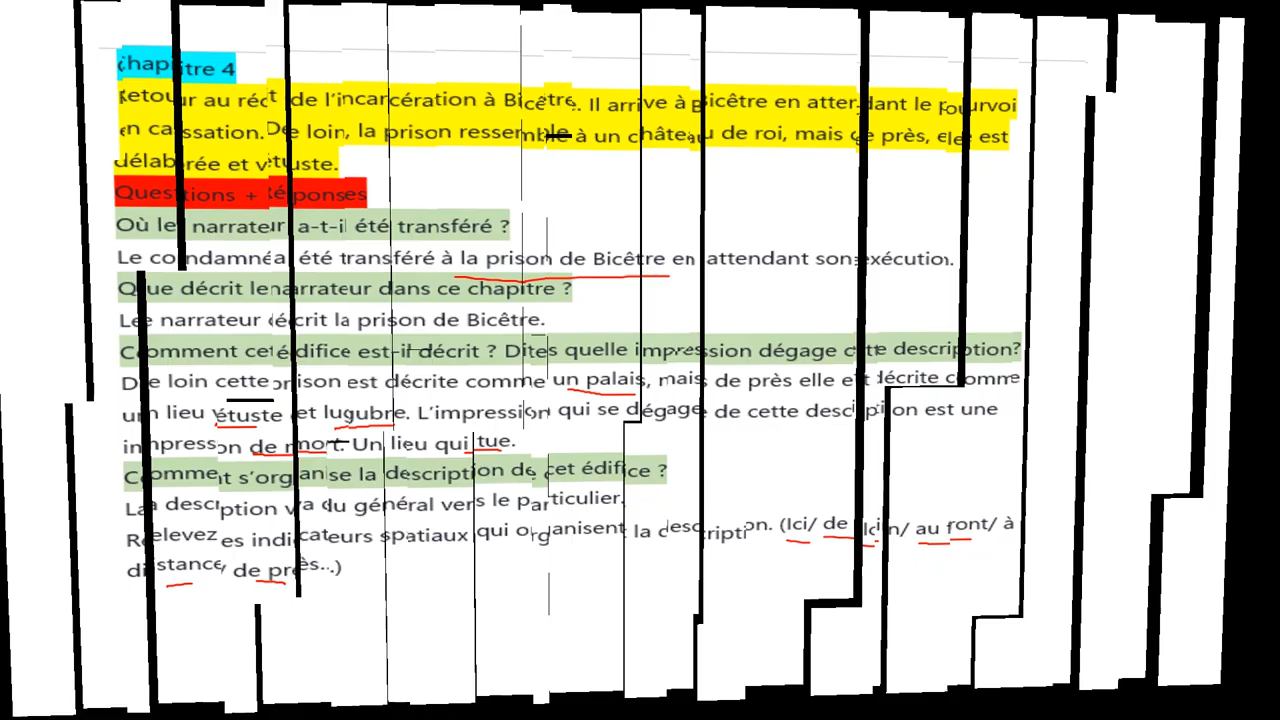 Chapitre 4
Retour au récit de l'incarcération à Bicêtre. Il arrive à Bicêtre en attendant le pourvoi
en cassation. De loin, la prison ressemble à un château de roi, mais de près, elle est
délabrée et vétuste.
Questions + Réponses
Où le narrateur a-t-il été transféré ?
Le condamné a été transféré à la prison de Bicêtre en attendant son exécution.
Que décrit le narrateur dans ce chapitre ?
Le narrateur décrit la prison de Bicêtre.
Comment cet édifice est-il décrit ? Dites quelle impression dégage cette description?
De loin cette prison est décrite comme un palais, mais de près elle est décrite comme
un lieu vétuste et lugubre. L'impression qui se dégage de cette description est une
impression de mort. Un lieu qui tue.
Comment s'organise la description de cet édifice ?
La description va du général vers le particulier.
Relevez les indicateurs spatiaux qui organisent la description. (Ici/ de loin/ au front/ à
distance/ de près...)